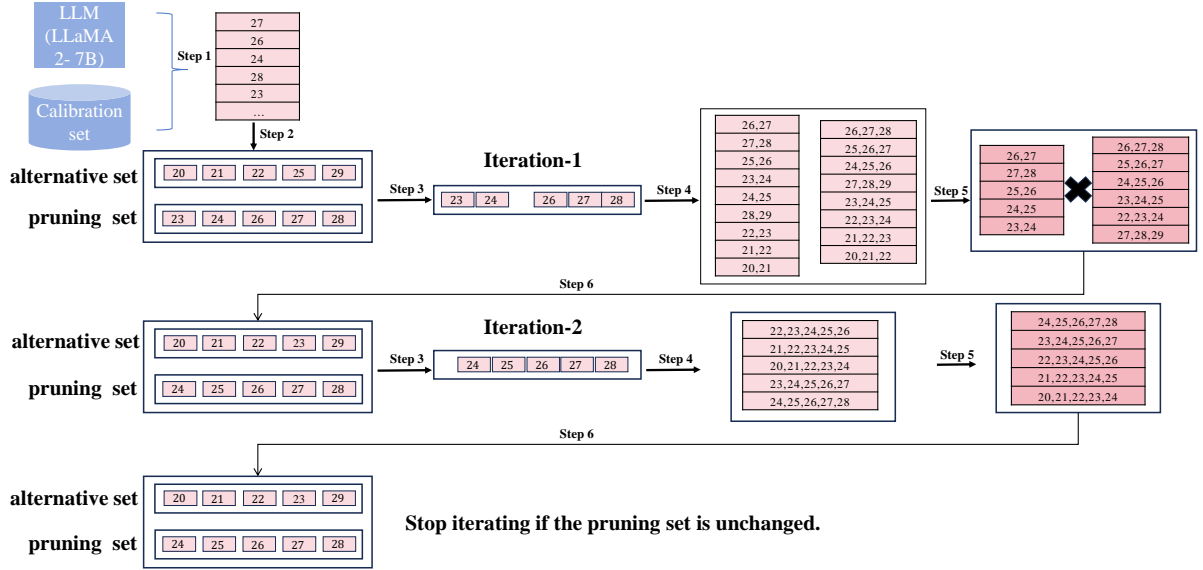 LLM
(LLaMA
2- 7B)
Calibration
set
Step 1
27
26
24
28
23
...
Step 2
alternative set
20 21 22 25 29
pruning set
23 24 26 27 28
Step 3
Iteration-1
23 24 26 27 28
Step 4
26,27
27,28
25,26
23,24
24,25
28,29
22,23
21,22
20,21
26,27,28
25,26,27
24,25,26
27,28,29
23,24,25
22,23,24
21,22,23
20,21,22
Step 5
26,27
27,28
25,26
24,25
23,24
26,27,28
25,26,27
24,25,26
23,24,25
22,23,24
27,28,29
Step 6
alternative set
20 21 22 23 29
pruning set
24 25 26 27 28
Step 3
Iteration-2
24 25 26 27 28
Step 4
22,23,24,25,26
21,22,23,24,25
20,21,22,23,24
23,24,25,26,27
24,25,26,27,28
Step 5
24,25,26,27,28
23,24,25,26,27
22,23,24,25,26
21,22,23,24,25
20,21,22,23,24
Step 6
alternative set
20 21 22 23 29
pruning set
24 25 26 27 28
Stop iterating if the pruning set is unchanged.